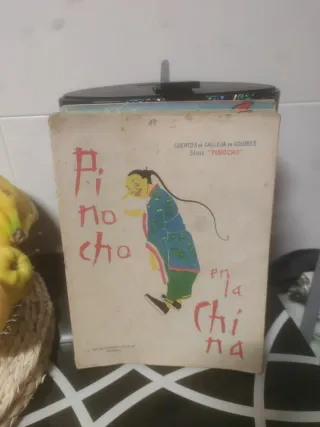 CUENTOS DE CALLEJA EN COLORES
SERIE "PINOCHO"
Pi
no
cho
en
la
Chi
na